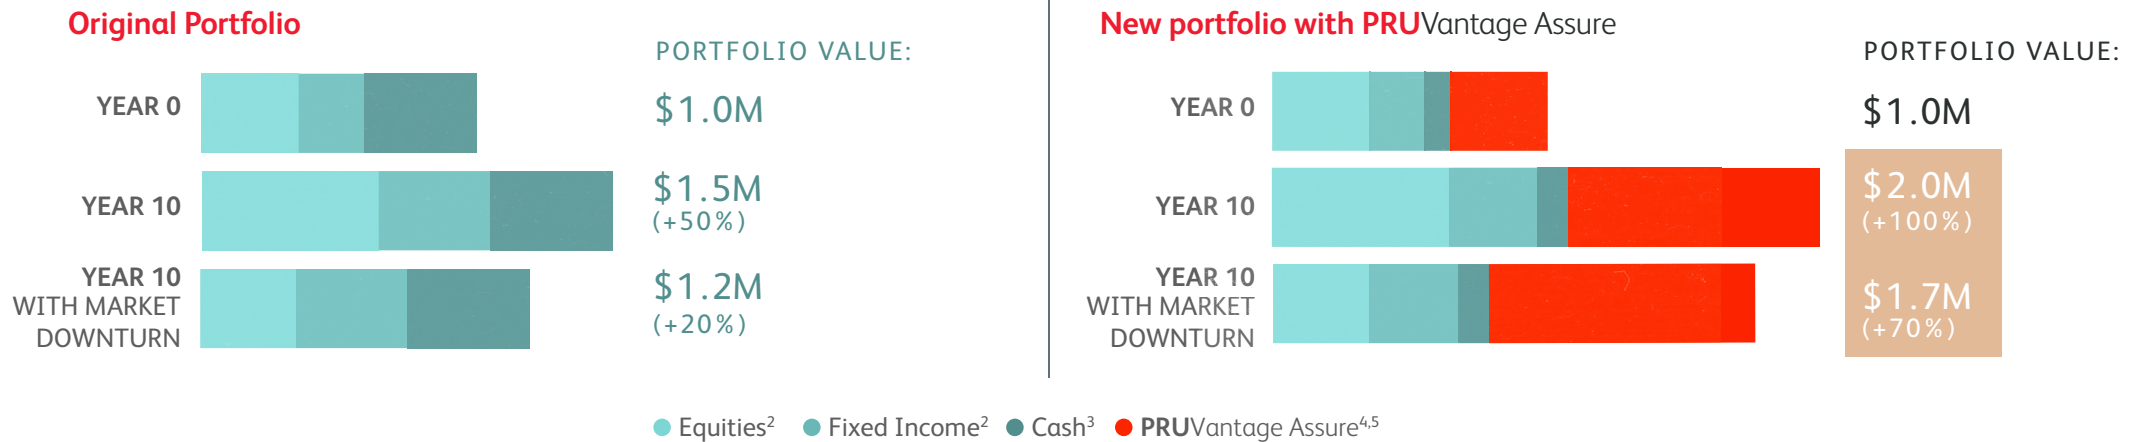 Original Portfolio
PORTFOLIO VALUE:
YEAR 0
$1.0M
YEAR 10
$1.5M
(+50%)
YEAR 10
WITH MARKET
DOWNTURN
$1.2M
(+20%)
New portfolio with PRUVantage Assure
PORTFOLIO VALUE:
YEAR 0
$1.0M
YEAR 10
$2.0M
(+100%)
YEAR 10
WITH MARKET
DOWNTURN
$1.7M
(+70%)
Equities² Fixed Income² Cash³ PRUVantage Assure⁴,⁵